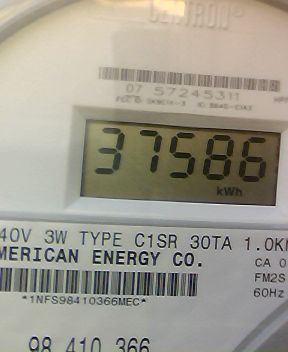 CENTRON®
07 57245311
37586
kWh
40V 3W TYPE C1SR 30TA 1.0K
MERICAN ENERGY CO.
CA 0
FM2S
60Hz
*1NFS98410366MEC*
98 410 366